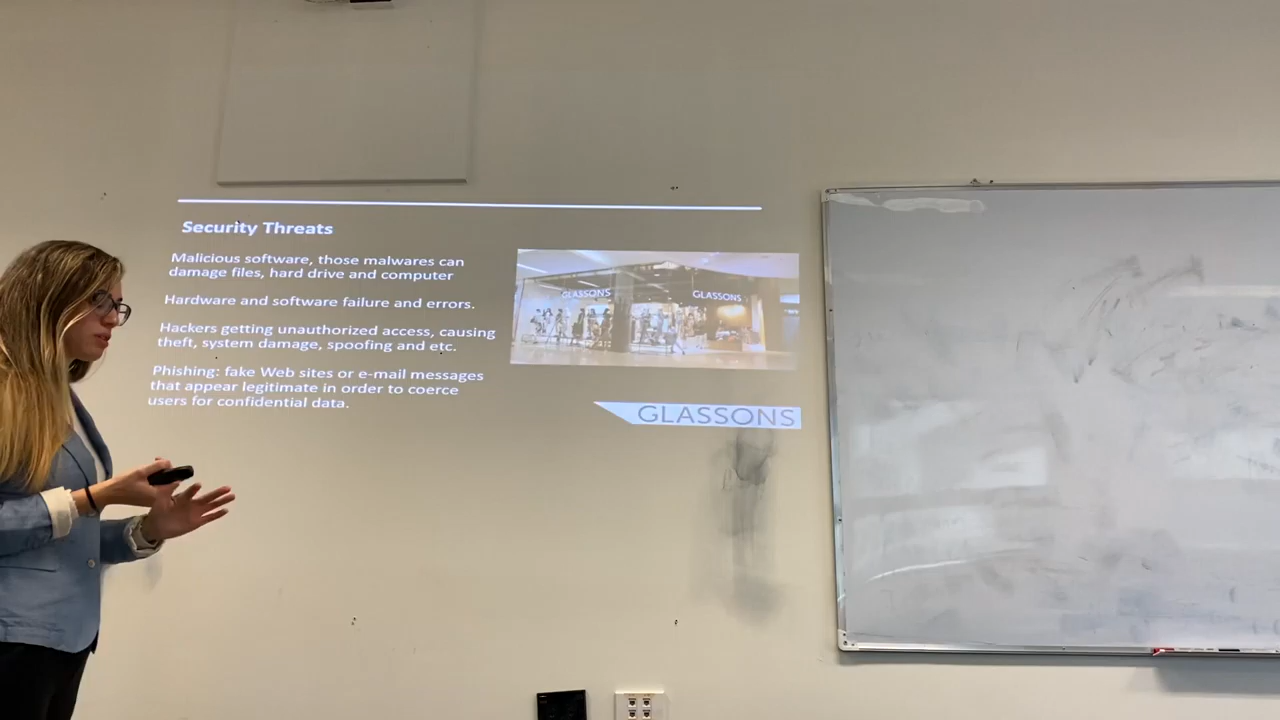 Security Threats
Malicious software, those malwares can
damage files, hard drive and computer
Hardware and software failure and errors.
Hackers getting unauthorized access, causing
theft, system damage, spoofing and etc.
Phishing: fake Web sites or e-mail messages
that appear legitimate in order to coerce
users for confidential data.
GLASSONS
GLASSONS
GLASSONS